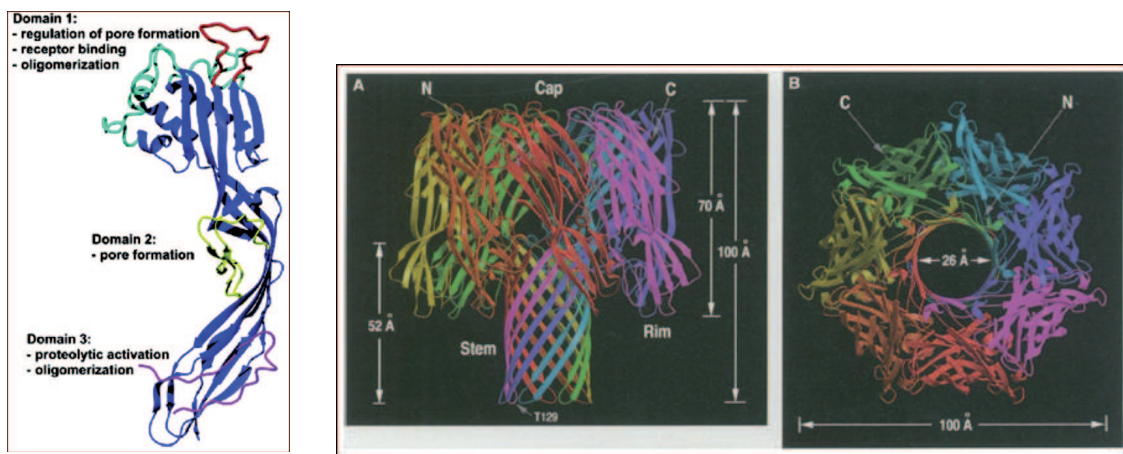 Domain 1:
- regulation of pore formation
- receptor binding
- oligomerization
Domain 2:
- pore formation
Domain 3:
- proteolytic activation
- oligomerization
A
N
Cap
C
70 Å
100 Å
52 Å
Stem
Rim
T129
B
C
N
26 Å
100 Å